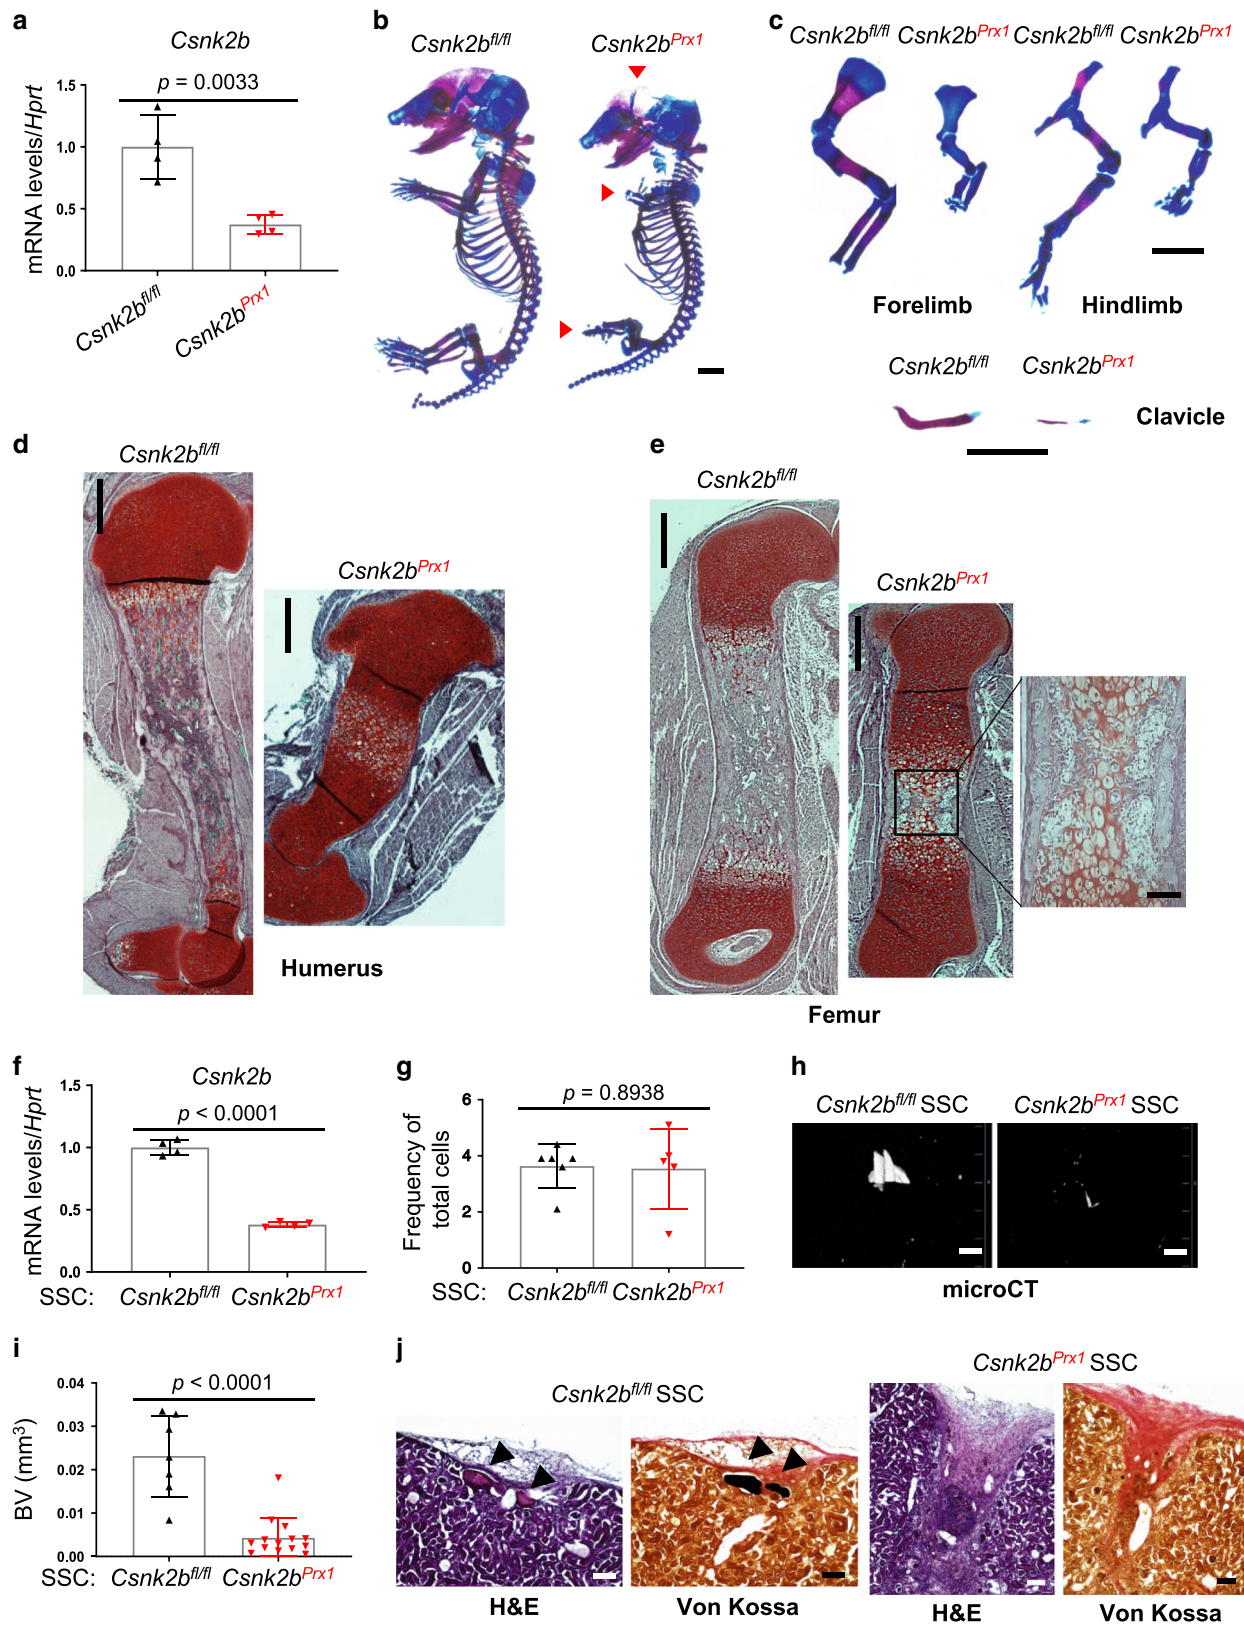 a
Csnk2b
p = 0.0033
mRNA levels/Hprt
1.5
1.0
0.5
0.0
Csnk2bfl/fl
Csnk2bPrx1
b
Csnk2bfl/fl
Csnk2bPrx1
c
Csnk2bfl/fl Csnk2bPrx1 Csnk2bfl/fl Csnk2bPrx1
Forelimb
Hindlimb
Csnk2bfl/fl
Csnk2bPrx1
Clavicle
d
Csnk2bfl/fl
Csnk2bPrx1
Humerus
e
Csnk2bfl/fl
Csnk2bPrx1
Femur
f
Csnk2b
p < 0.0001
mRNA levels/Hprt
1.5
1.0
0.5
0.0
SSC: Csnk2bfl/fl Csnk2bPrx1
g
p = 0.8938
Frequency of
total cells
6
4
2
0
SSC: Csnk2bfl/fl Csnk2bPrx1
h
Csnk2bfl/fl SSC
Csnk2bPrx1 SSC
microCT
i
p < 0.0001
BV (mm3)
0.04
0.03
0.02
0.01
0.00
SSC: Csnk2bfl/fl Csnk2bPrx1
j
Csnk2bfl/fl SSC
Csnk2bPrx1 SSC
H&E
Von Kossa
H&E
Von Kossa